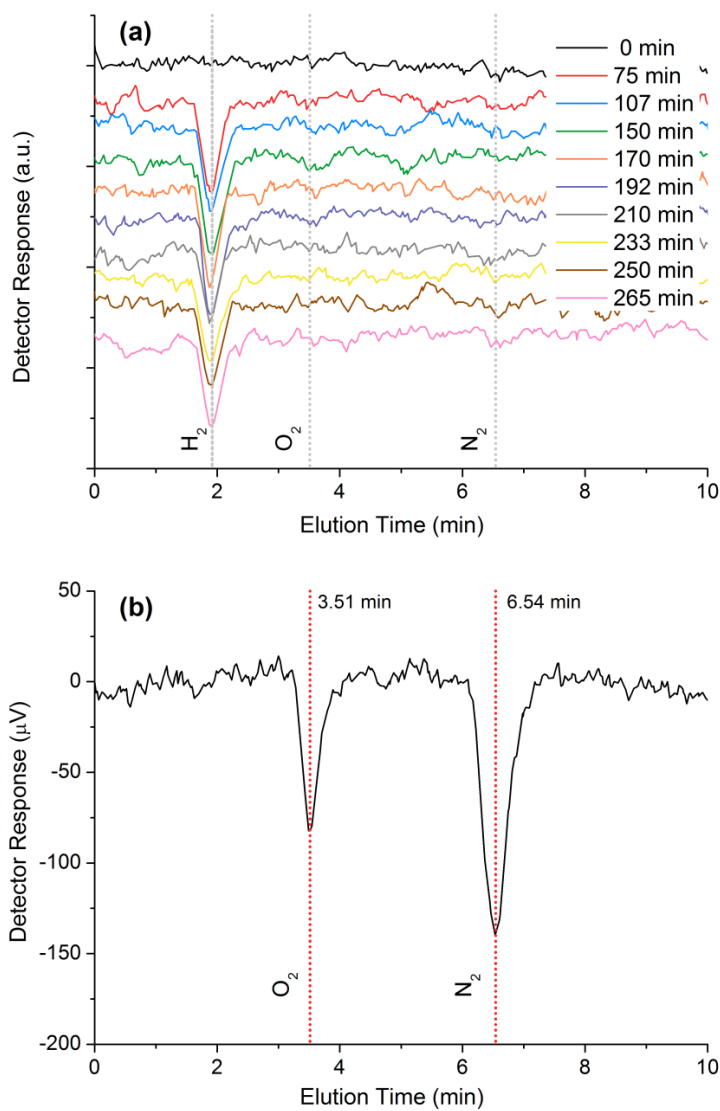 (a)
0 min
75 min
107 min
150 min
170 min
192 min
210 min
233 min
250 min
265 min
Detector Response (a.u.)
H₂
O₂
N₂
0 2 4 6 8 10
Elution Time (min)
(b)
3.51 min
6.54 min
50
0
-50
-100
-150
-200
Detector Response (μV)
O₂
N₂
0 2 4 6 8 10
Elution Time (min)